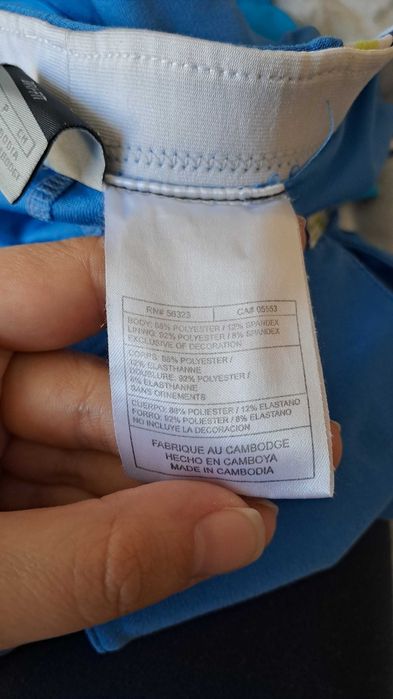 RN# 56323 CA# 05553
BODY: 88% POLYESTER / 12% SPANDEX
LINING: 92% POLYESTER / 8% SPANDEX
EXCLUSIVE OF DECORATION
CORPS: 88% POLYESTER /
12% ELASTHANNE
DOUBLURE: 92% POLYESTER /
8% ELASTHANNE
SANS ORNEMENTS
CUERPO: 88% POLIESTER / 12% ELASTANO
FORRO: 92% POLIESTER / 8% ELASTANO
NO INCLUYE LA DECORACION
FABRIQUE AU CAMBODGE
HECHO EN CAMBOYA
MADE IN CAMBODIA